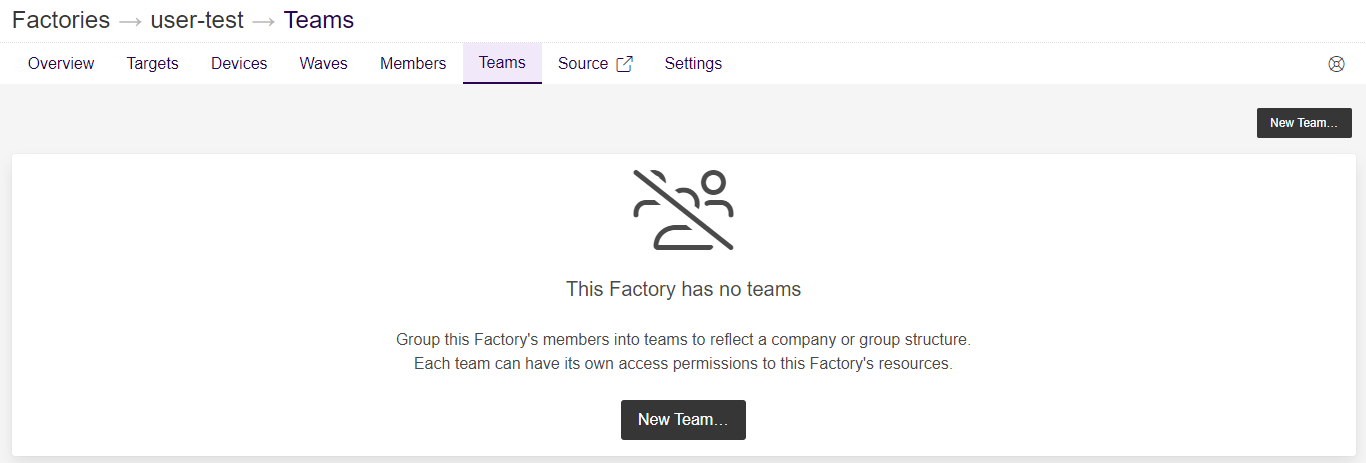 Factories → user-test → Teams
Overview Targets Devices Waves Members Teams Source Settings
New Team...
This Factory has no teams
Group this Factory's members into teams to reflect a company or group structure.
Each team can have its own access permissions to this Factory's resources.
New Team...